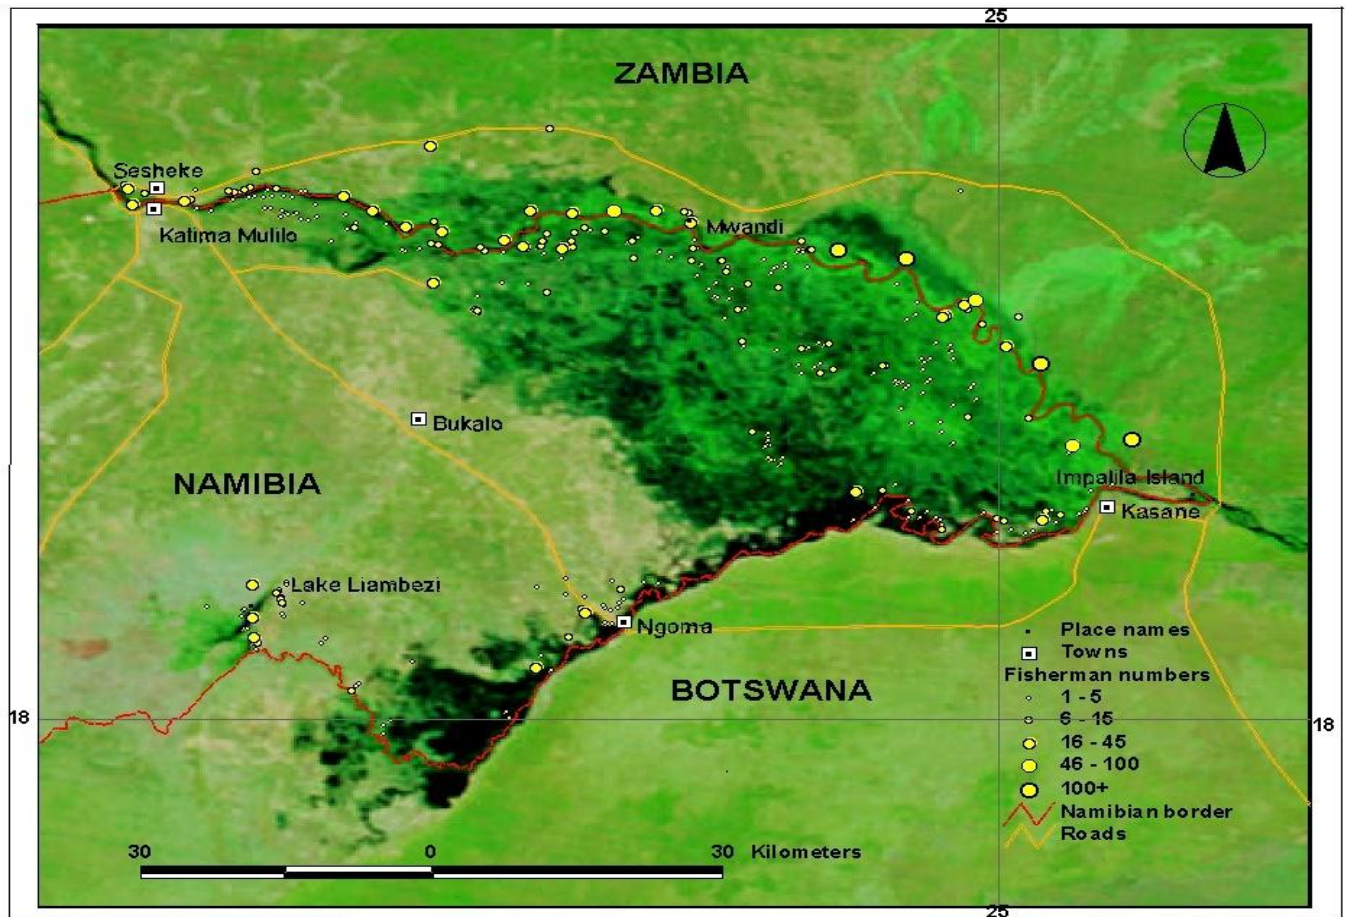 25
ZAMBIA
Sesheke
Katima Mulilo
Mwandi
Bukalo
NAMIBIA
Impalila Island
Kasane
Lake Liambezi
Ngoma
BOTSWANA
18
18
Place names
Towns
Fisherman numbers
1 - 5
6 - 15
16 - 45
46 - 100
100+
Namibian border
Roads
30 0 30 Kilometers
25